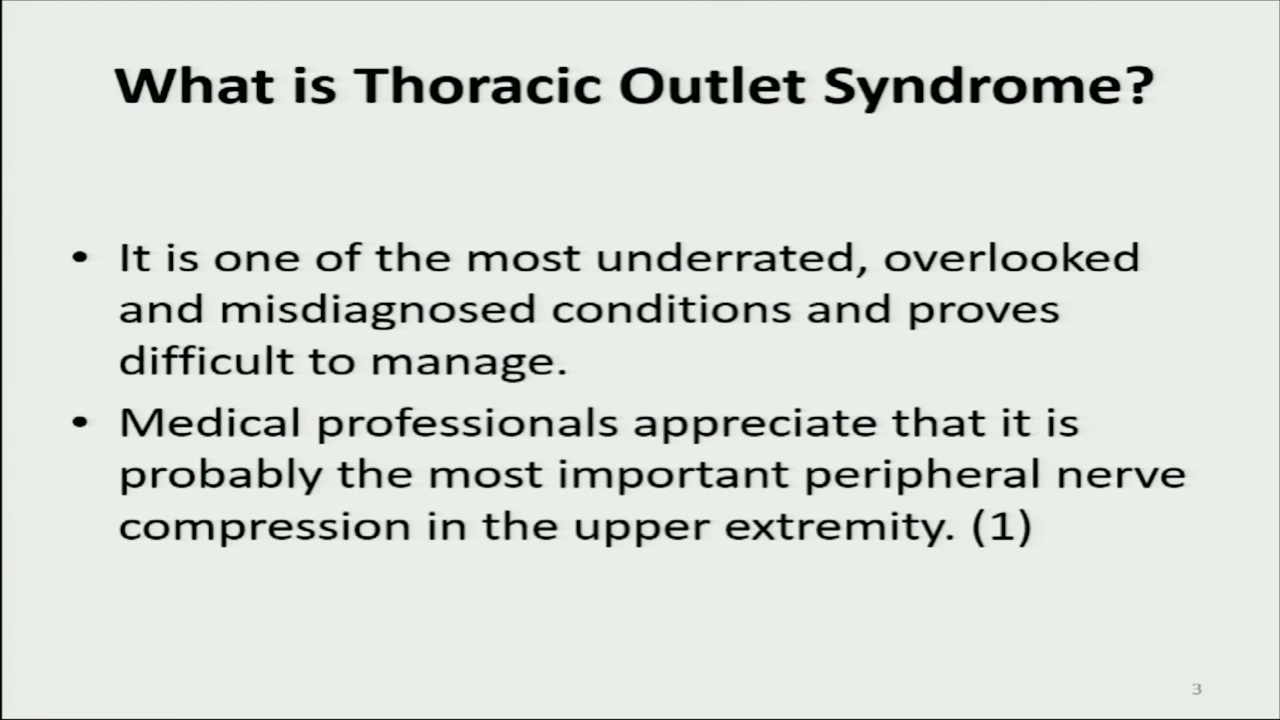 What is Thoracic Outlet Syndrome?
• It is one of the most underrated, overlooked
and misdiagnosed conditions and proves
difficult to manage.
• Medical professionals appreciate that it is
probably the most important peripheral nerve
compression in the upper extremity. (1)
3